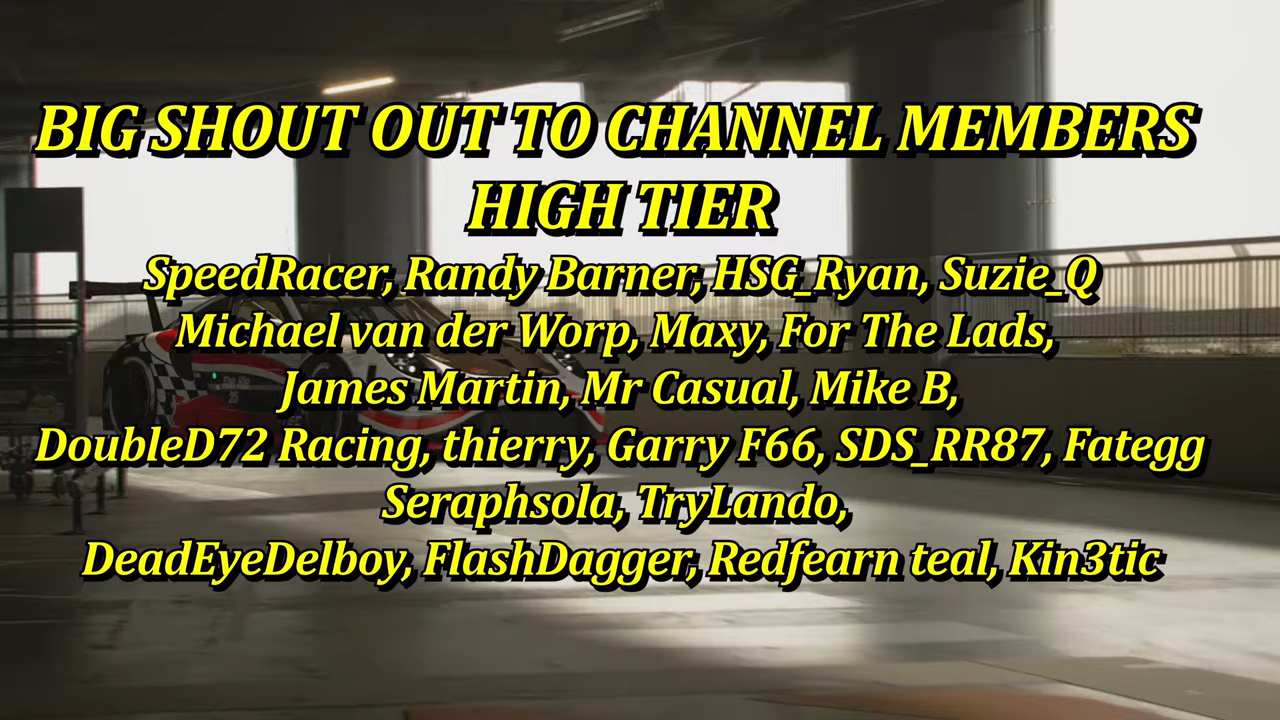 BIG SHOUT OUT TO CHANNEL MEMBERS
HIGH TIER
SpeedRacer, Randy Barner, HSG_Ryan, Suzie_Q
Michael van der Worp, Maxy, For The Lads,
James Martin, Mr Casual, Mike B,
DoubleD72 Racing, thierry, Garry F66, SDS_RR87, Fategg
Seraphsola, TryLando,
DeadEyeDelboy, FlashDagger, Redfearn teal, Kin3tic